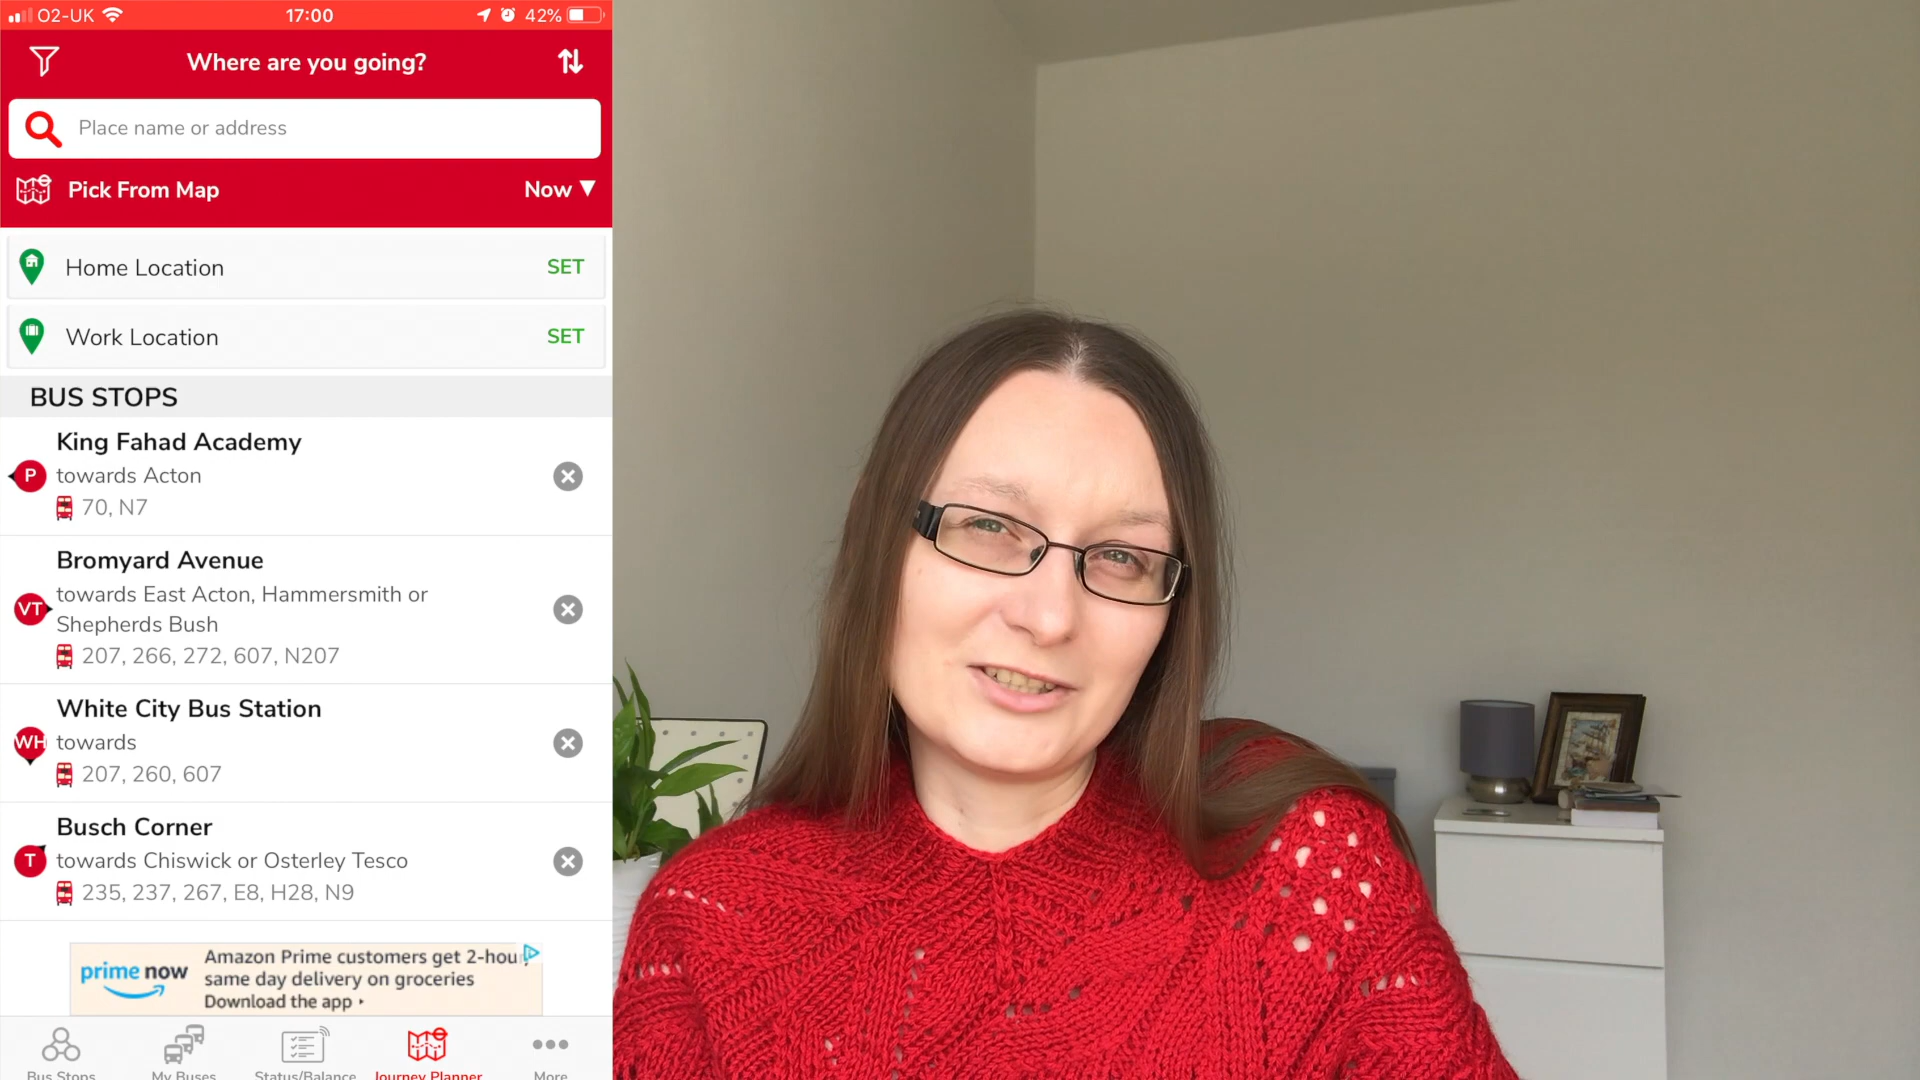 O2-UK 17:00 42%
Where are you going?
Place name or address
Pick From Map Now ▼
Home Location SET
Work Location SET
BUS STOPS
King Fahad Academy
P towards Acton
70, N7
Bromyard Avenue
VT towards East Acton, Hammersmith or
Shepherds Bush
207, 266, 272, 607, N207
White City Bus Station
WH towards
207, 260, 607
Busch Corner
T towards Chiswick or Osterley Tesco
235, 237, 267, E8, H28, N9
prime now
Amazon Prime customers get 2-hour,
same day delivery on groceries
Download the app
Bus Stops My Buses Status/Balance Journey Planner More